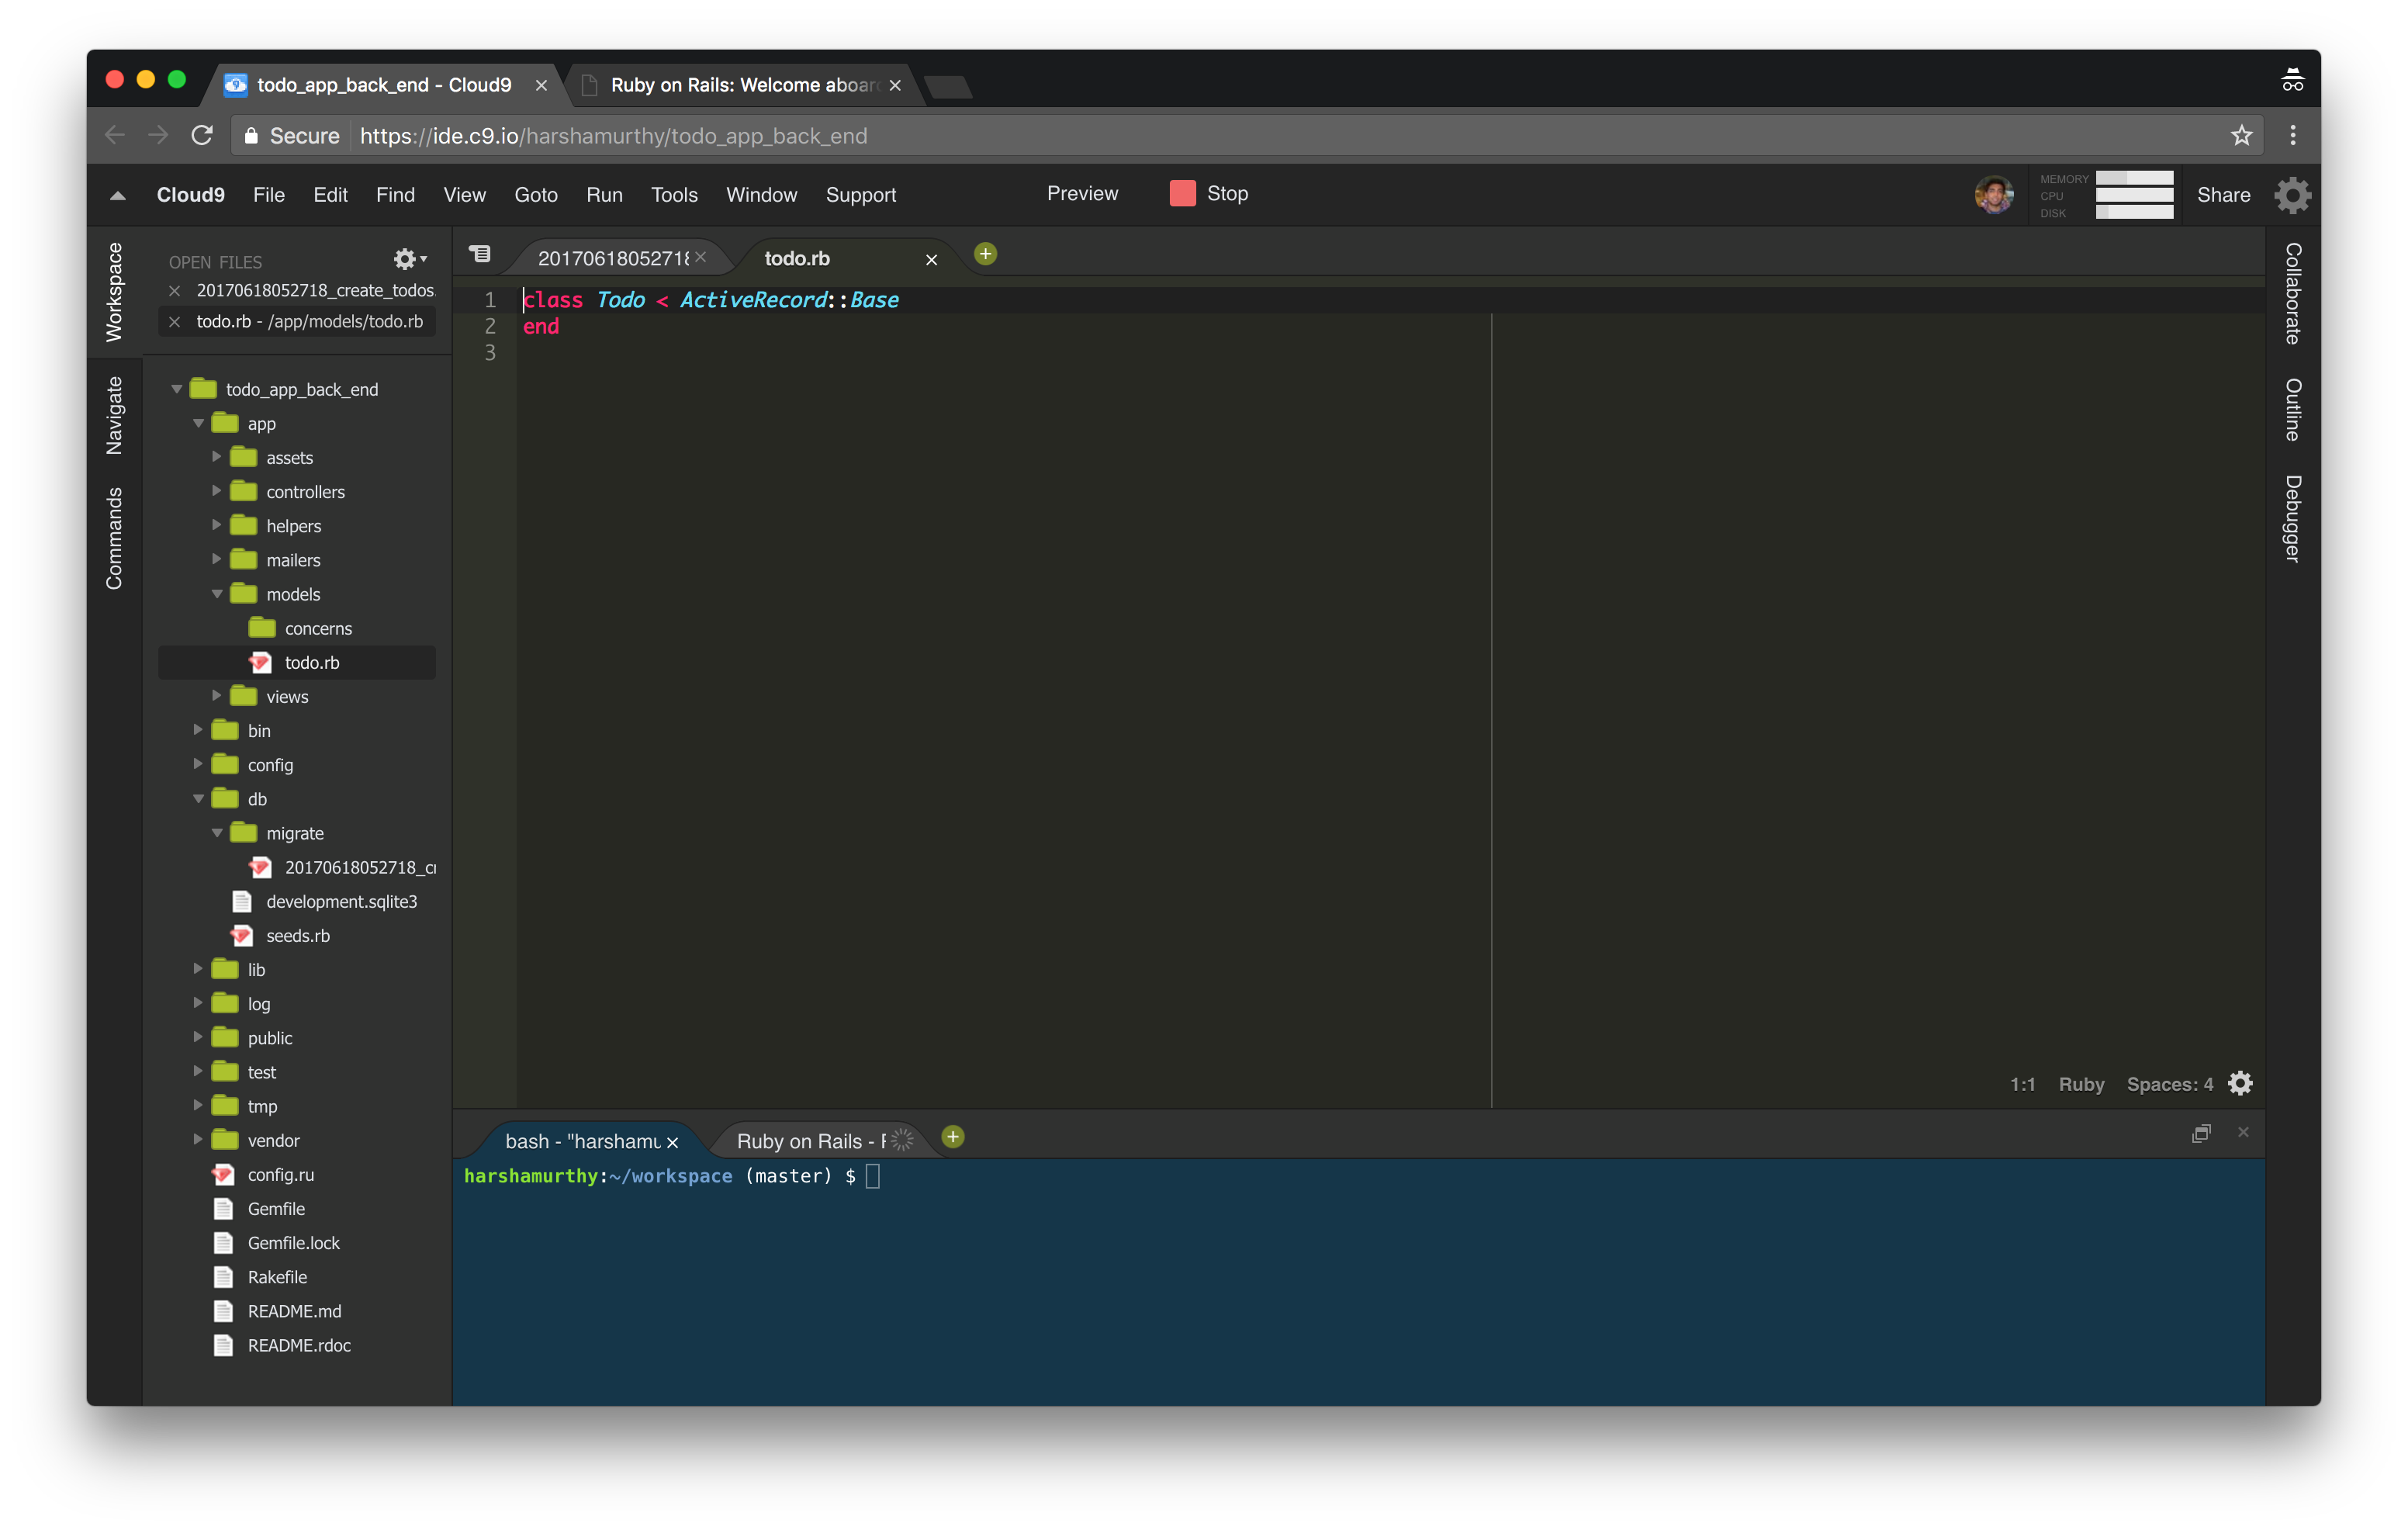 todo_app_back_end - Cloud9
Ruby on Rails: Welcome aboar
Secure https://ide.c9.io/harshamurthy/todo_app_back_end
Cloud9 File Edit Find View Goto Run Tools Window Support Preview Stop MEMORY CPU DISK Share
Workspace
Navigate
Commands
OPEN FILES
20170618052718_create_todos.
todo.rb - /app/models/todo.rb
todo_app_back_end
app
assets
controllers
helpers
mailers
models
concerns
todo.rb
views
bin
config
db
migrate
20170618052718_cr
development.sqlite3
seeds.rb
lib
log
public
test
tmp
vendor
config.ru
Gemfile
Gemfile.lock
Rakefile
README.md
README.rdoc
2017061805271 todo.rb
1 class Todo < ActiveRecord::Base
2 end
3
1:1 Ruby Spaces: 4
bash - "harshamu Ruby on Rails -
harshamurthy:~/workspace (master) $
Collaborate
Outline
Debugger